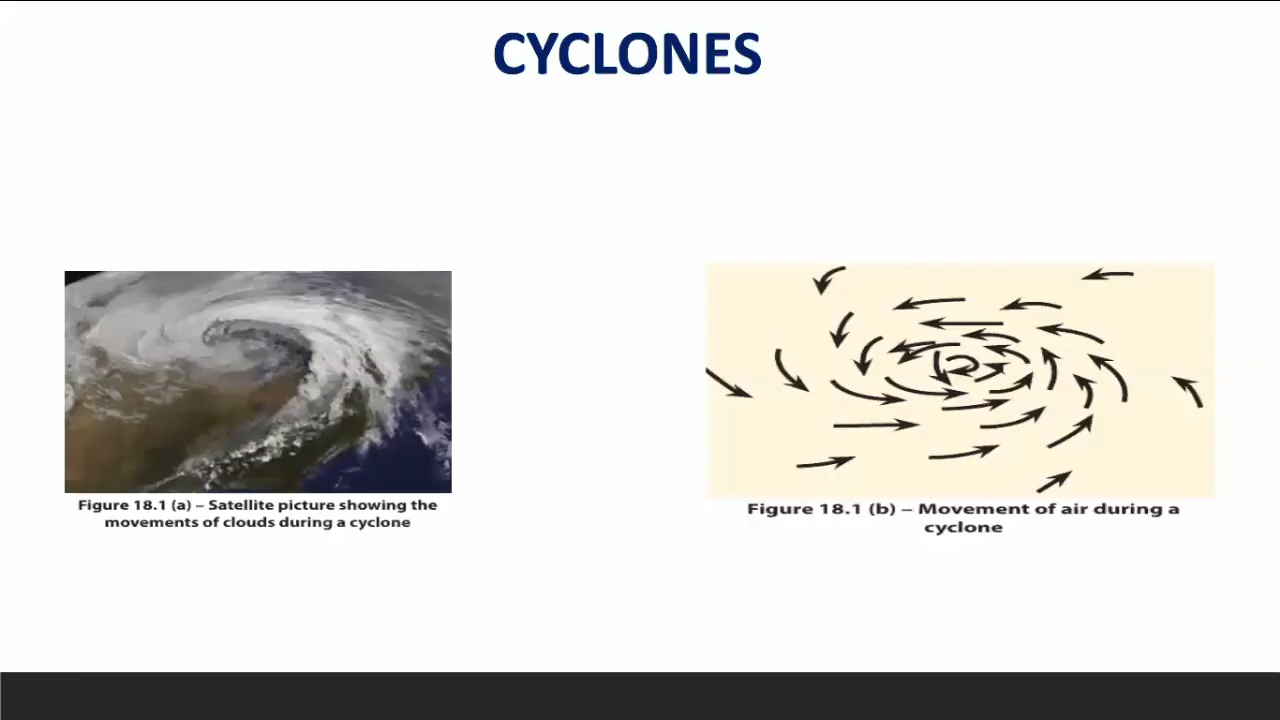 CYCLONES
Figure 18.1 (a) – Satellite picture showing the
movements of clouds during a cyclone
Figure 18.1 (b) – Movement of air during a
cyclone